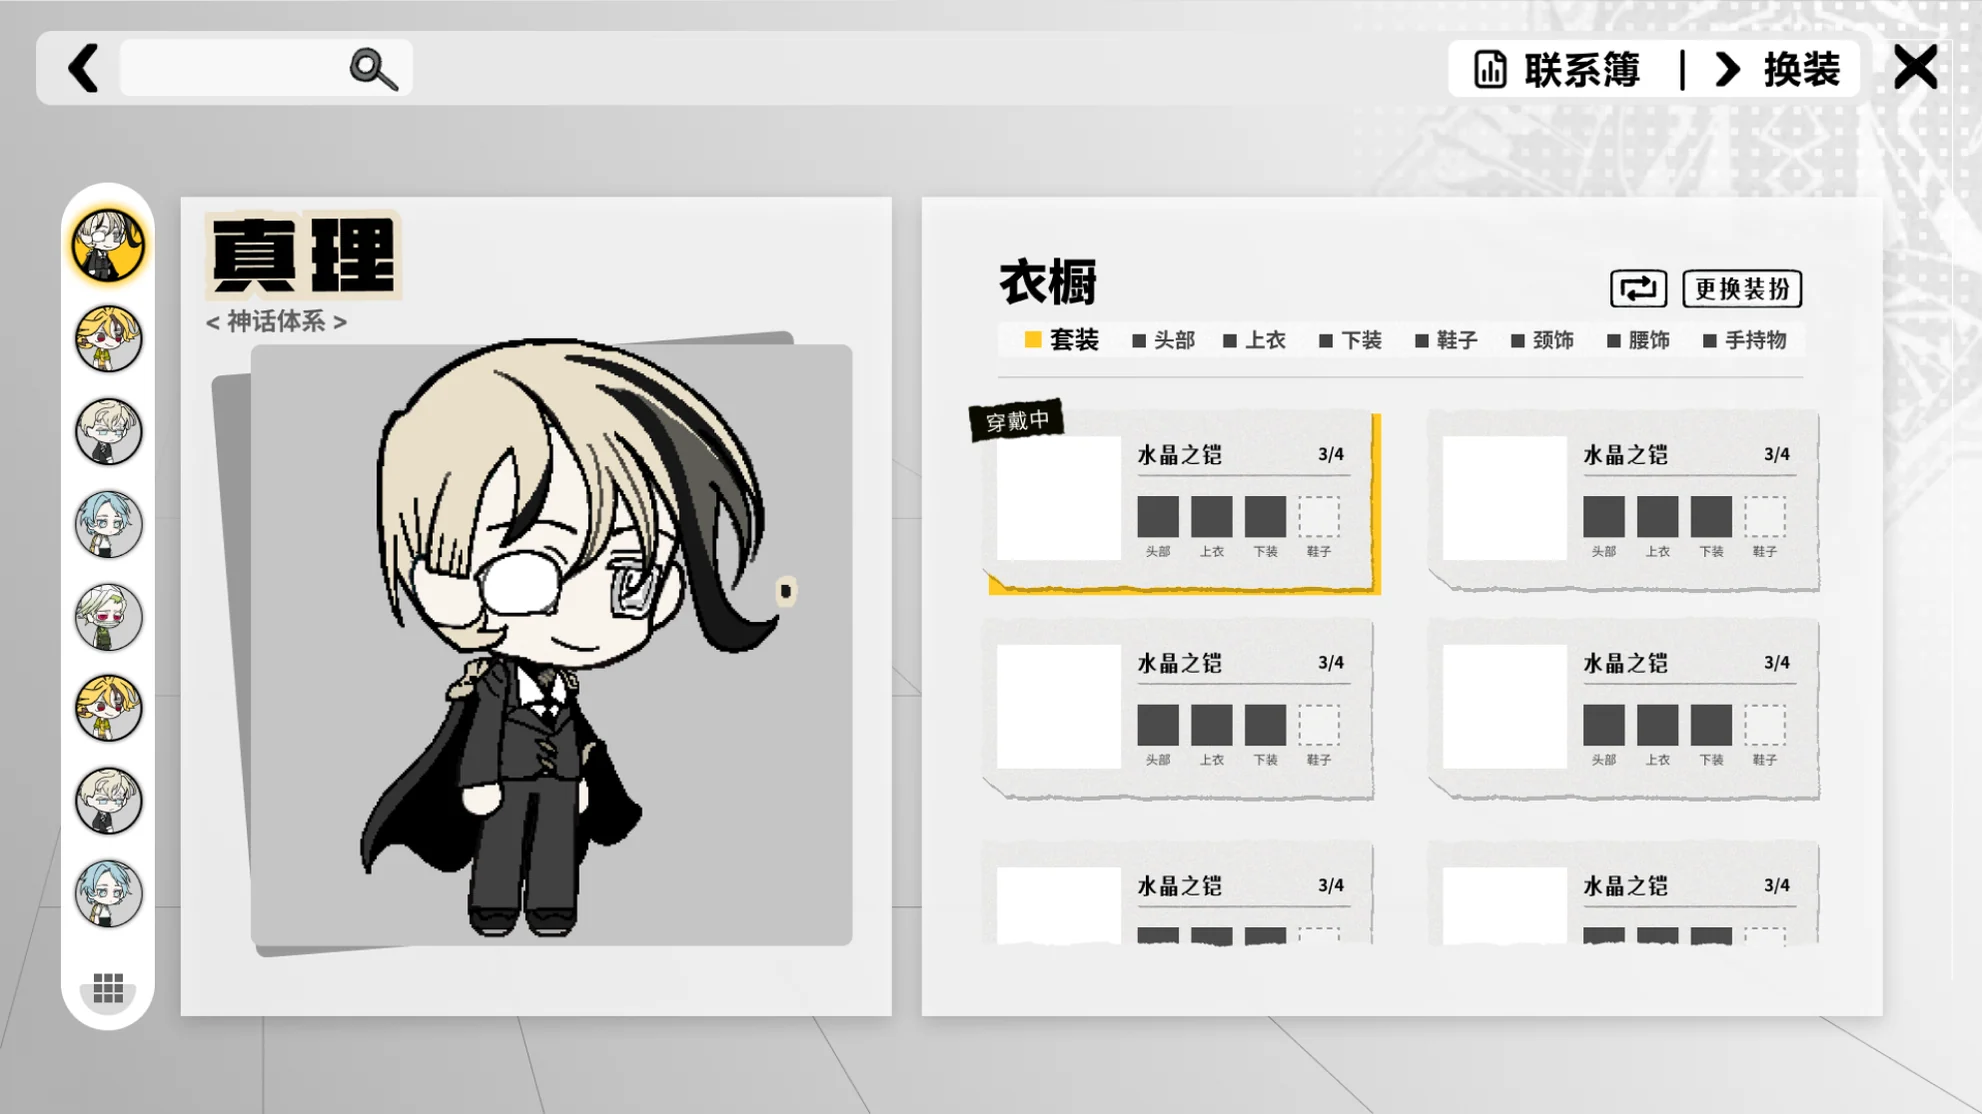 联系簿 | 换装
真理
<神话体系>
衣橱
更换装扮
套装 头部 上衣 下装 鞋子 颈饰 腰饰 手持物
穿戴中
水晶之铠 3/4
头部 上衣 下装 鞋子
水晶之铠 3/4
头部 上衣 下装 鞋子
水晶之铠 3/4
头部 上衣 下装 鞋子
水晶之铠 3/4
头部 上衣 下装 鞋子
水晶之铠 3/4
水晶之铠 3/4